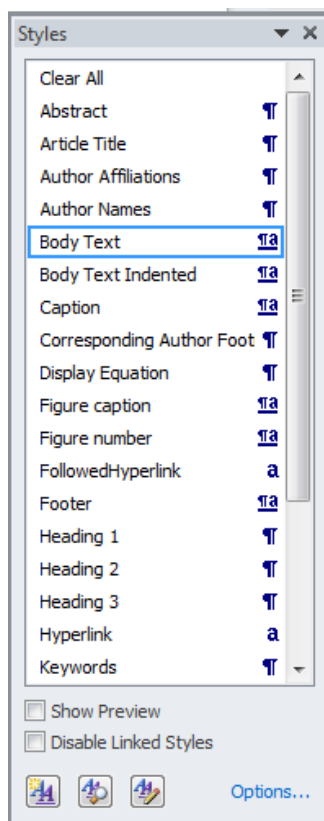 Styles
Clear All
Abstract ¶
Article Title ¶
Author Affiliations ¶
Author Names ¶
Body Text ¶a
Body Text Indented ¶a
Caption ¶a
Corresponding Author Foot ¶
Display Equation ¶
Figure caption ¶a
Figure number ¶a
FollowedHyperlink a
Footer ¶a
Heading 1 ¶
Heading 2 ¶
Heading 3 ¶
Hyperlink a
Keywords ¶
Show Preview
Disable Linked Styles
Options...